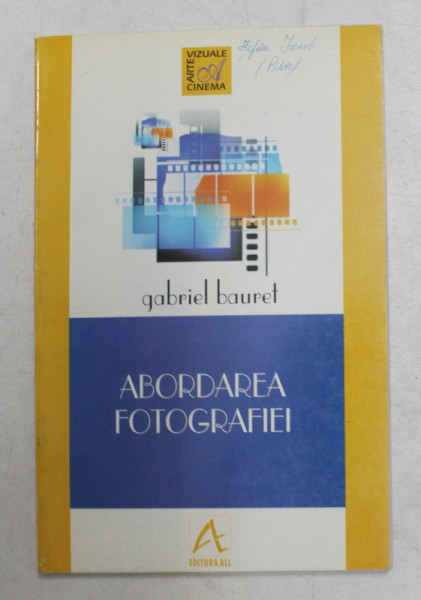 ARTE
VIZUALE
A
CINEMA
gabriel bauret
ABORDAREA
FOTOGRAFIEI
A
EDITURA ALL